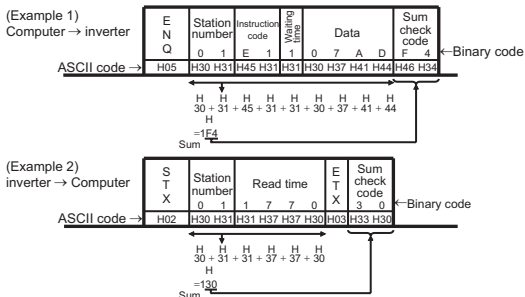 (Example 1)
Computer → inverter
ENQ
Station number
Instruction code
Waiting time
Data
Sum check code
0 1 E 1 1 0 7 A D F 4
←Binary code
ASCII code →
H05 H30 H31 H45 H31 H31 H30 H37 H41 H44 H46 H34
H H H H H H H H H
30 + 31 + 45 + 31 + 31 + 30 + 37 + 41 + 44
H
=1F4
Sum
(Example 2)
inverter → Computer
STX
Station number
Read time
ETX
Sum check code
0 1 1 7 7 0 3 0
←Binary code
ASCII code →
H02 H30 H31 H31 H37 H37 H30 H03 H33 H30
H H H H H H
30 + 31 + 31 + 37 + 37 + 30
H
=130
Sum